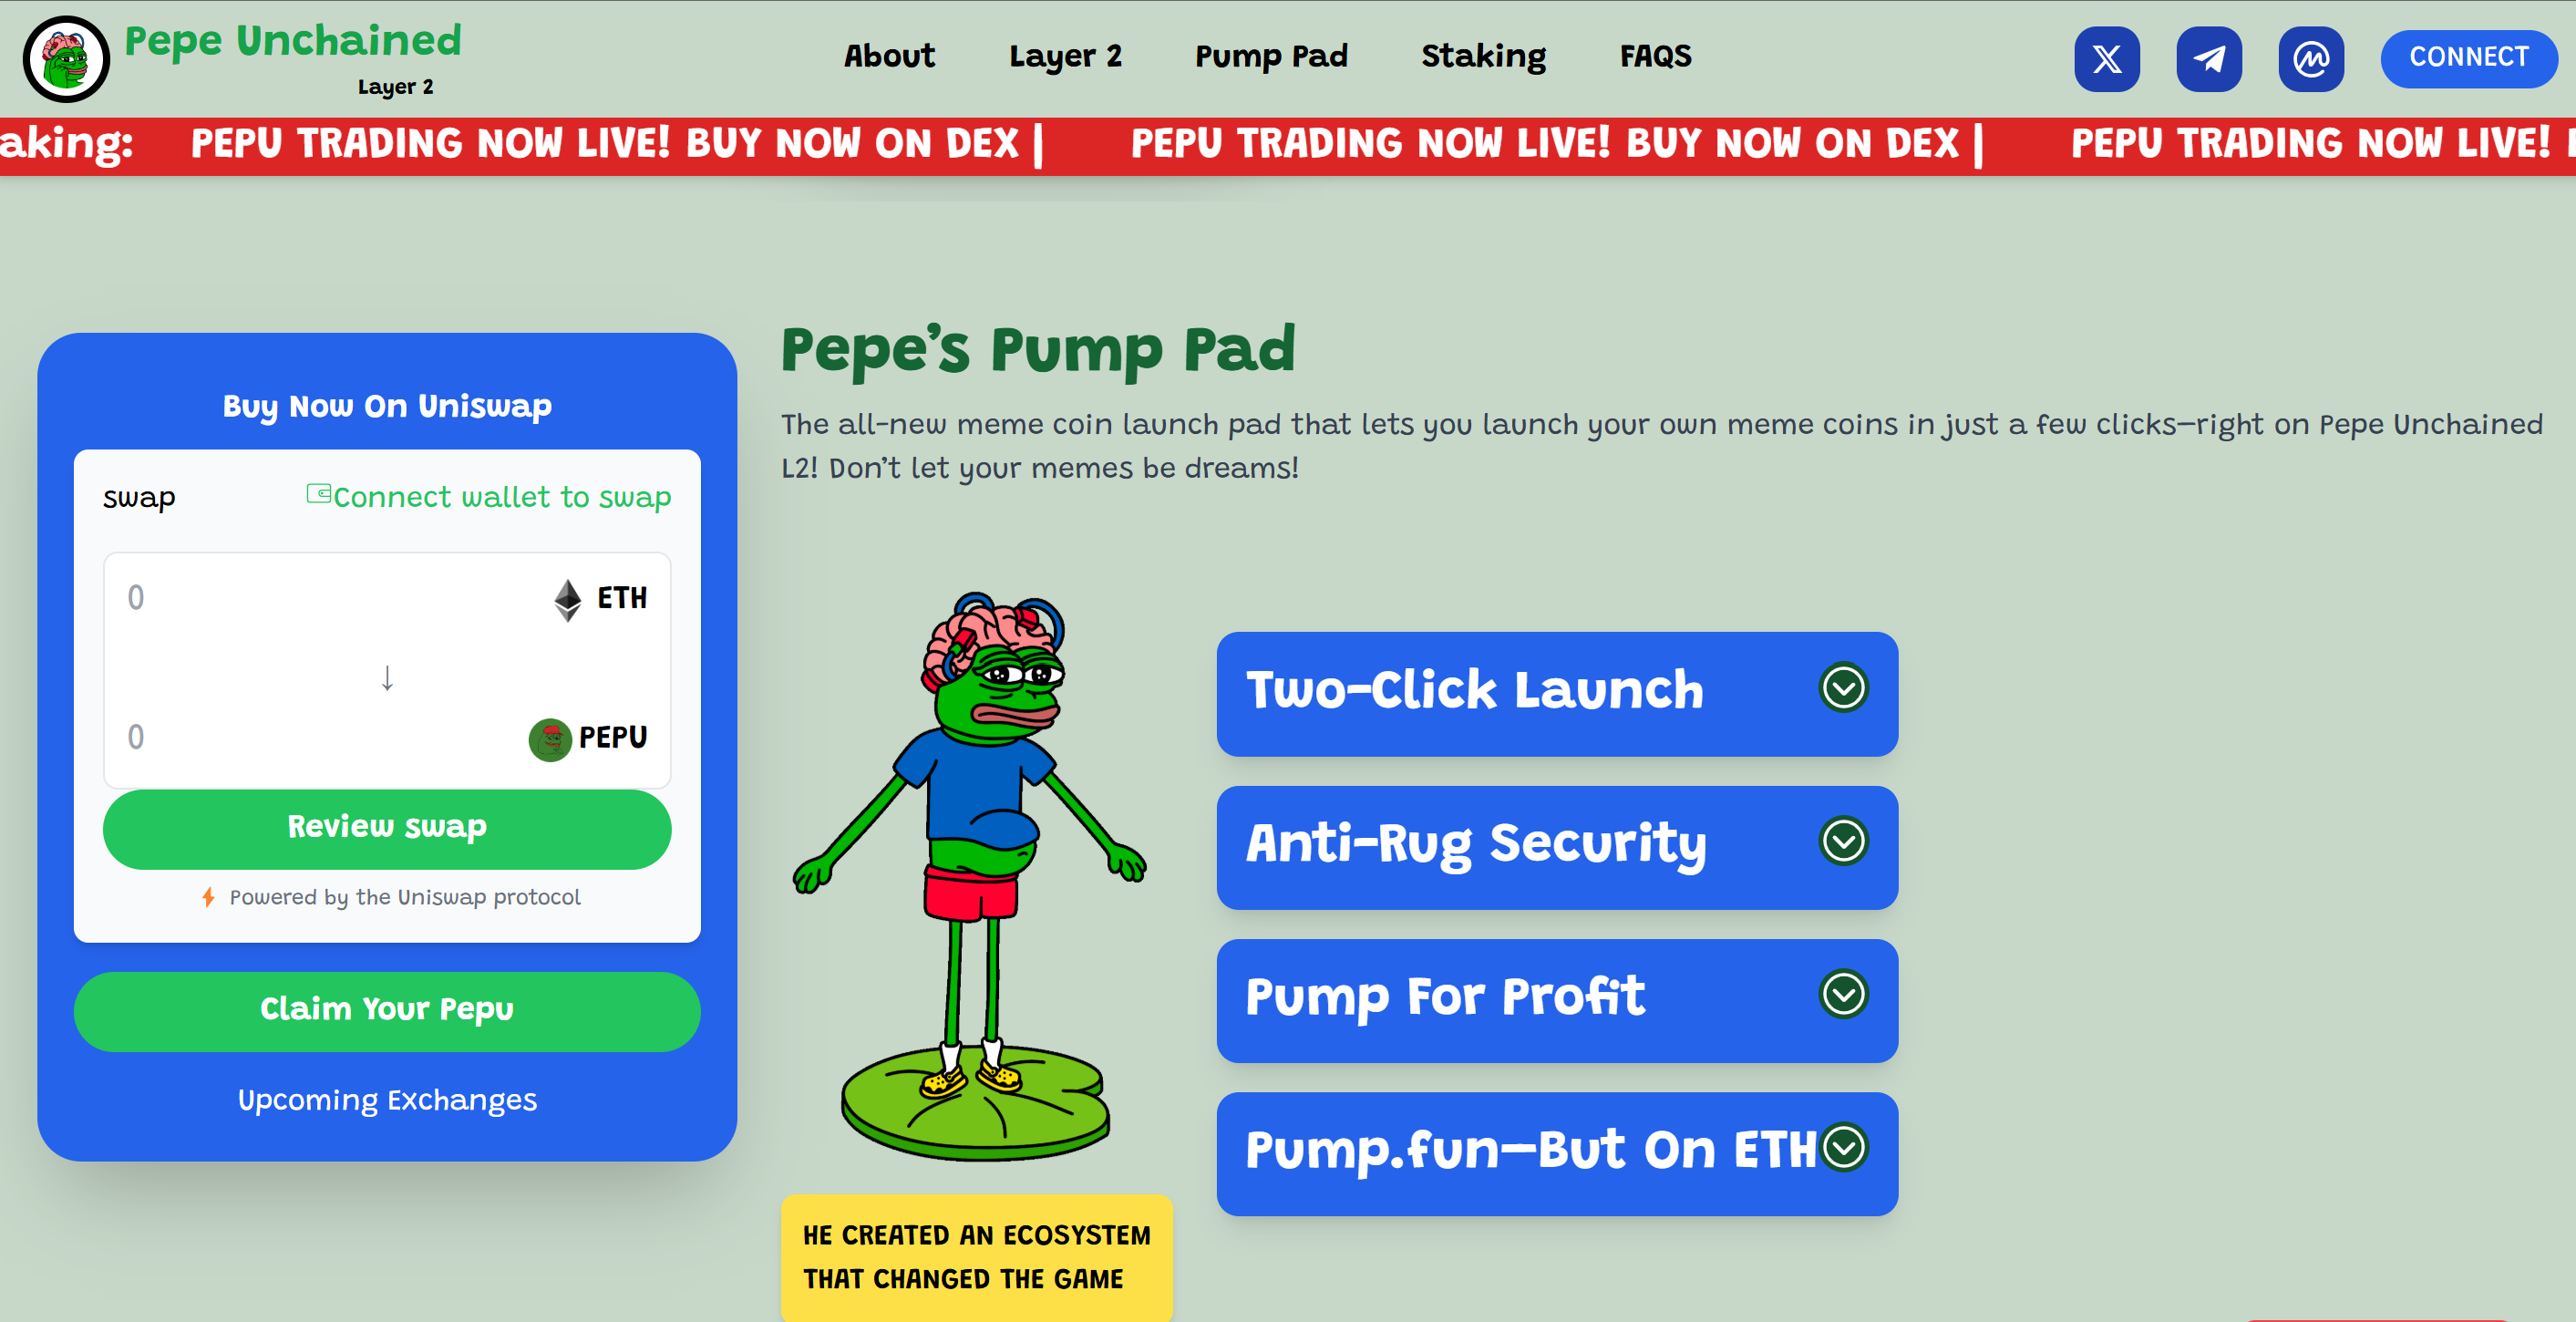 Pepe Unchained
Layer 2
About
Layer 2
Pump Pad
Staking
FAQS
CONNECT
aking: PEPU TRADING NOW LIVE! BUY NOW ON DEX | PEPU TRADING NOW LIVE! BUY NOW ON DEX | PEPU TRADING NOW LIVE!
Buy Now On Uniswap
swap
Connect wallet to swap
0
ETH
↓
0
PEPU
Review swap
Powered by the Uniswap protocol
Claim Your Pepu
Upcoming Exchanges
Pepe’s Pump Pad
The all-new meme coin launch pad that lets you launch your own meme coins in just a few clicks—right on Pepe Unchained
L2! Don’t let your memes be dreams!
HE CREATED AN ECOSYSTEM
THAT CHANGED THE GAME
Two-Click Launch
Anti-Rug Security
Pump For Profit
Pump.fun—But On ETH